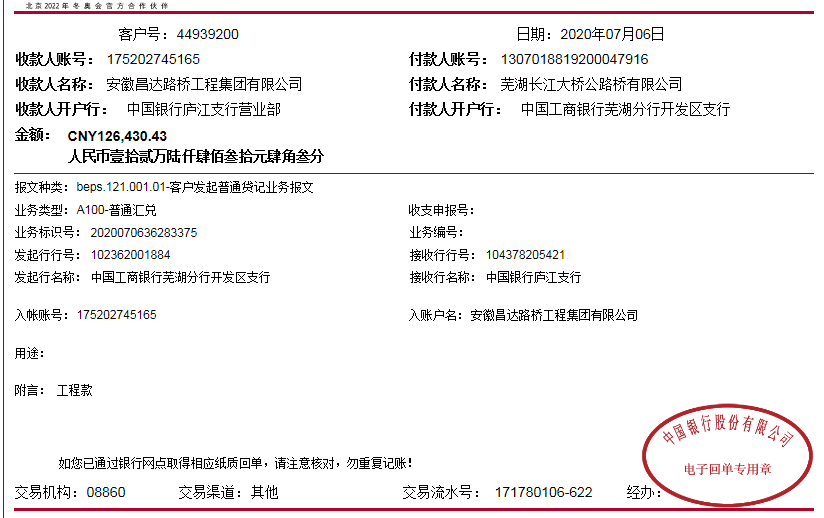 北京2022年冬奥会官方合作伙伴
客户号：44939200 日期：2020年07月06日
收款人账号：175202745165 付款人账号：1307018819200047916
收款人名称：安徽昌达路桥工程集团有限公司 付款人名称：芜湖长江大桥公路桥有限公司
收款人开户行：中国银行庐江支行营业部 付款人开户行：中国工商银行芜湖分行开发区支行
金额：CNY126,430.43
人民币壹拾贰万陆仟肆佰叁拾元肆角叁分
报文种类：beps.121.001.01-客户发起普通贷记业务报文
业务类型：A100-普通汇兑 收支申报号：
业务标识号：2020070636283375 业务编号：
发起行行号：102362001884 接收行行号：104378205421
发起行名称：中国工商银行芜湖分行开发区支行 接收行名称：中国银行庐江支行
入帐账号：175202745165 入账户名：安徽昌达路桥工程集团有限公司
用途：
附言：工程款
中国银行股份有限公司
电子回单专用章
如您已通过银行网点取得相应纸质回单，请注意核对，勿重复记账！
交易机构：08860 交易渠道：其他 交易流水号：171780106-622 经办：